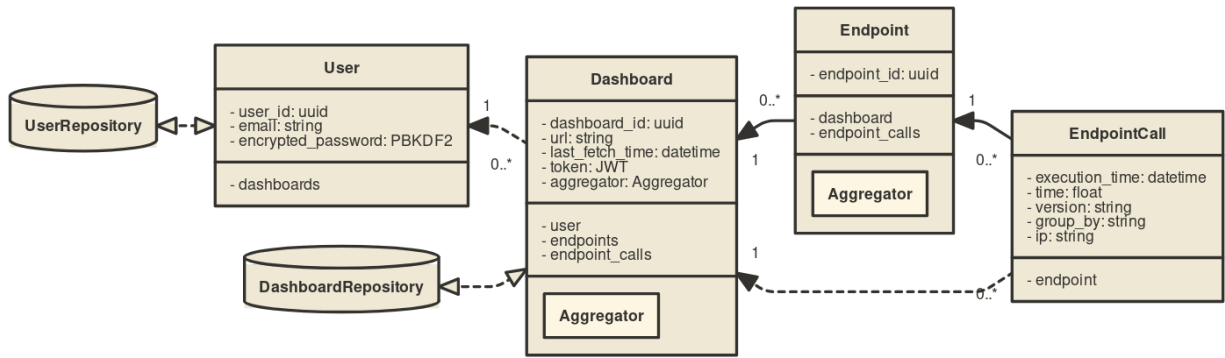 UserRepository
User
- user_id: uuid
- email: string
- encrypted_password: PBKDF2
- dashboards
1
0..*
DashboardRepository
Dashboard
- dashboard_id: uuid
- url: string
- last_fetch_time: datetime
- token: JWT
- aggregator: Aggregator
- user
- endpoints
- endpoint_calls
Aggregator
0..*
1
1
0..*
Endpoint
- endpoint_id: uuid
- dashboard
- endpoint_calls
Aggregator
1
0..*
EndpointCall
- execution_time: datetime
- time: float
- version: string
- group_by: string
- ip: string
- endpoint